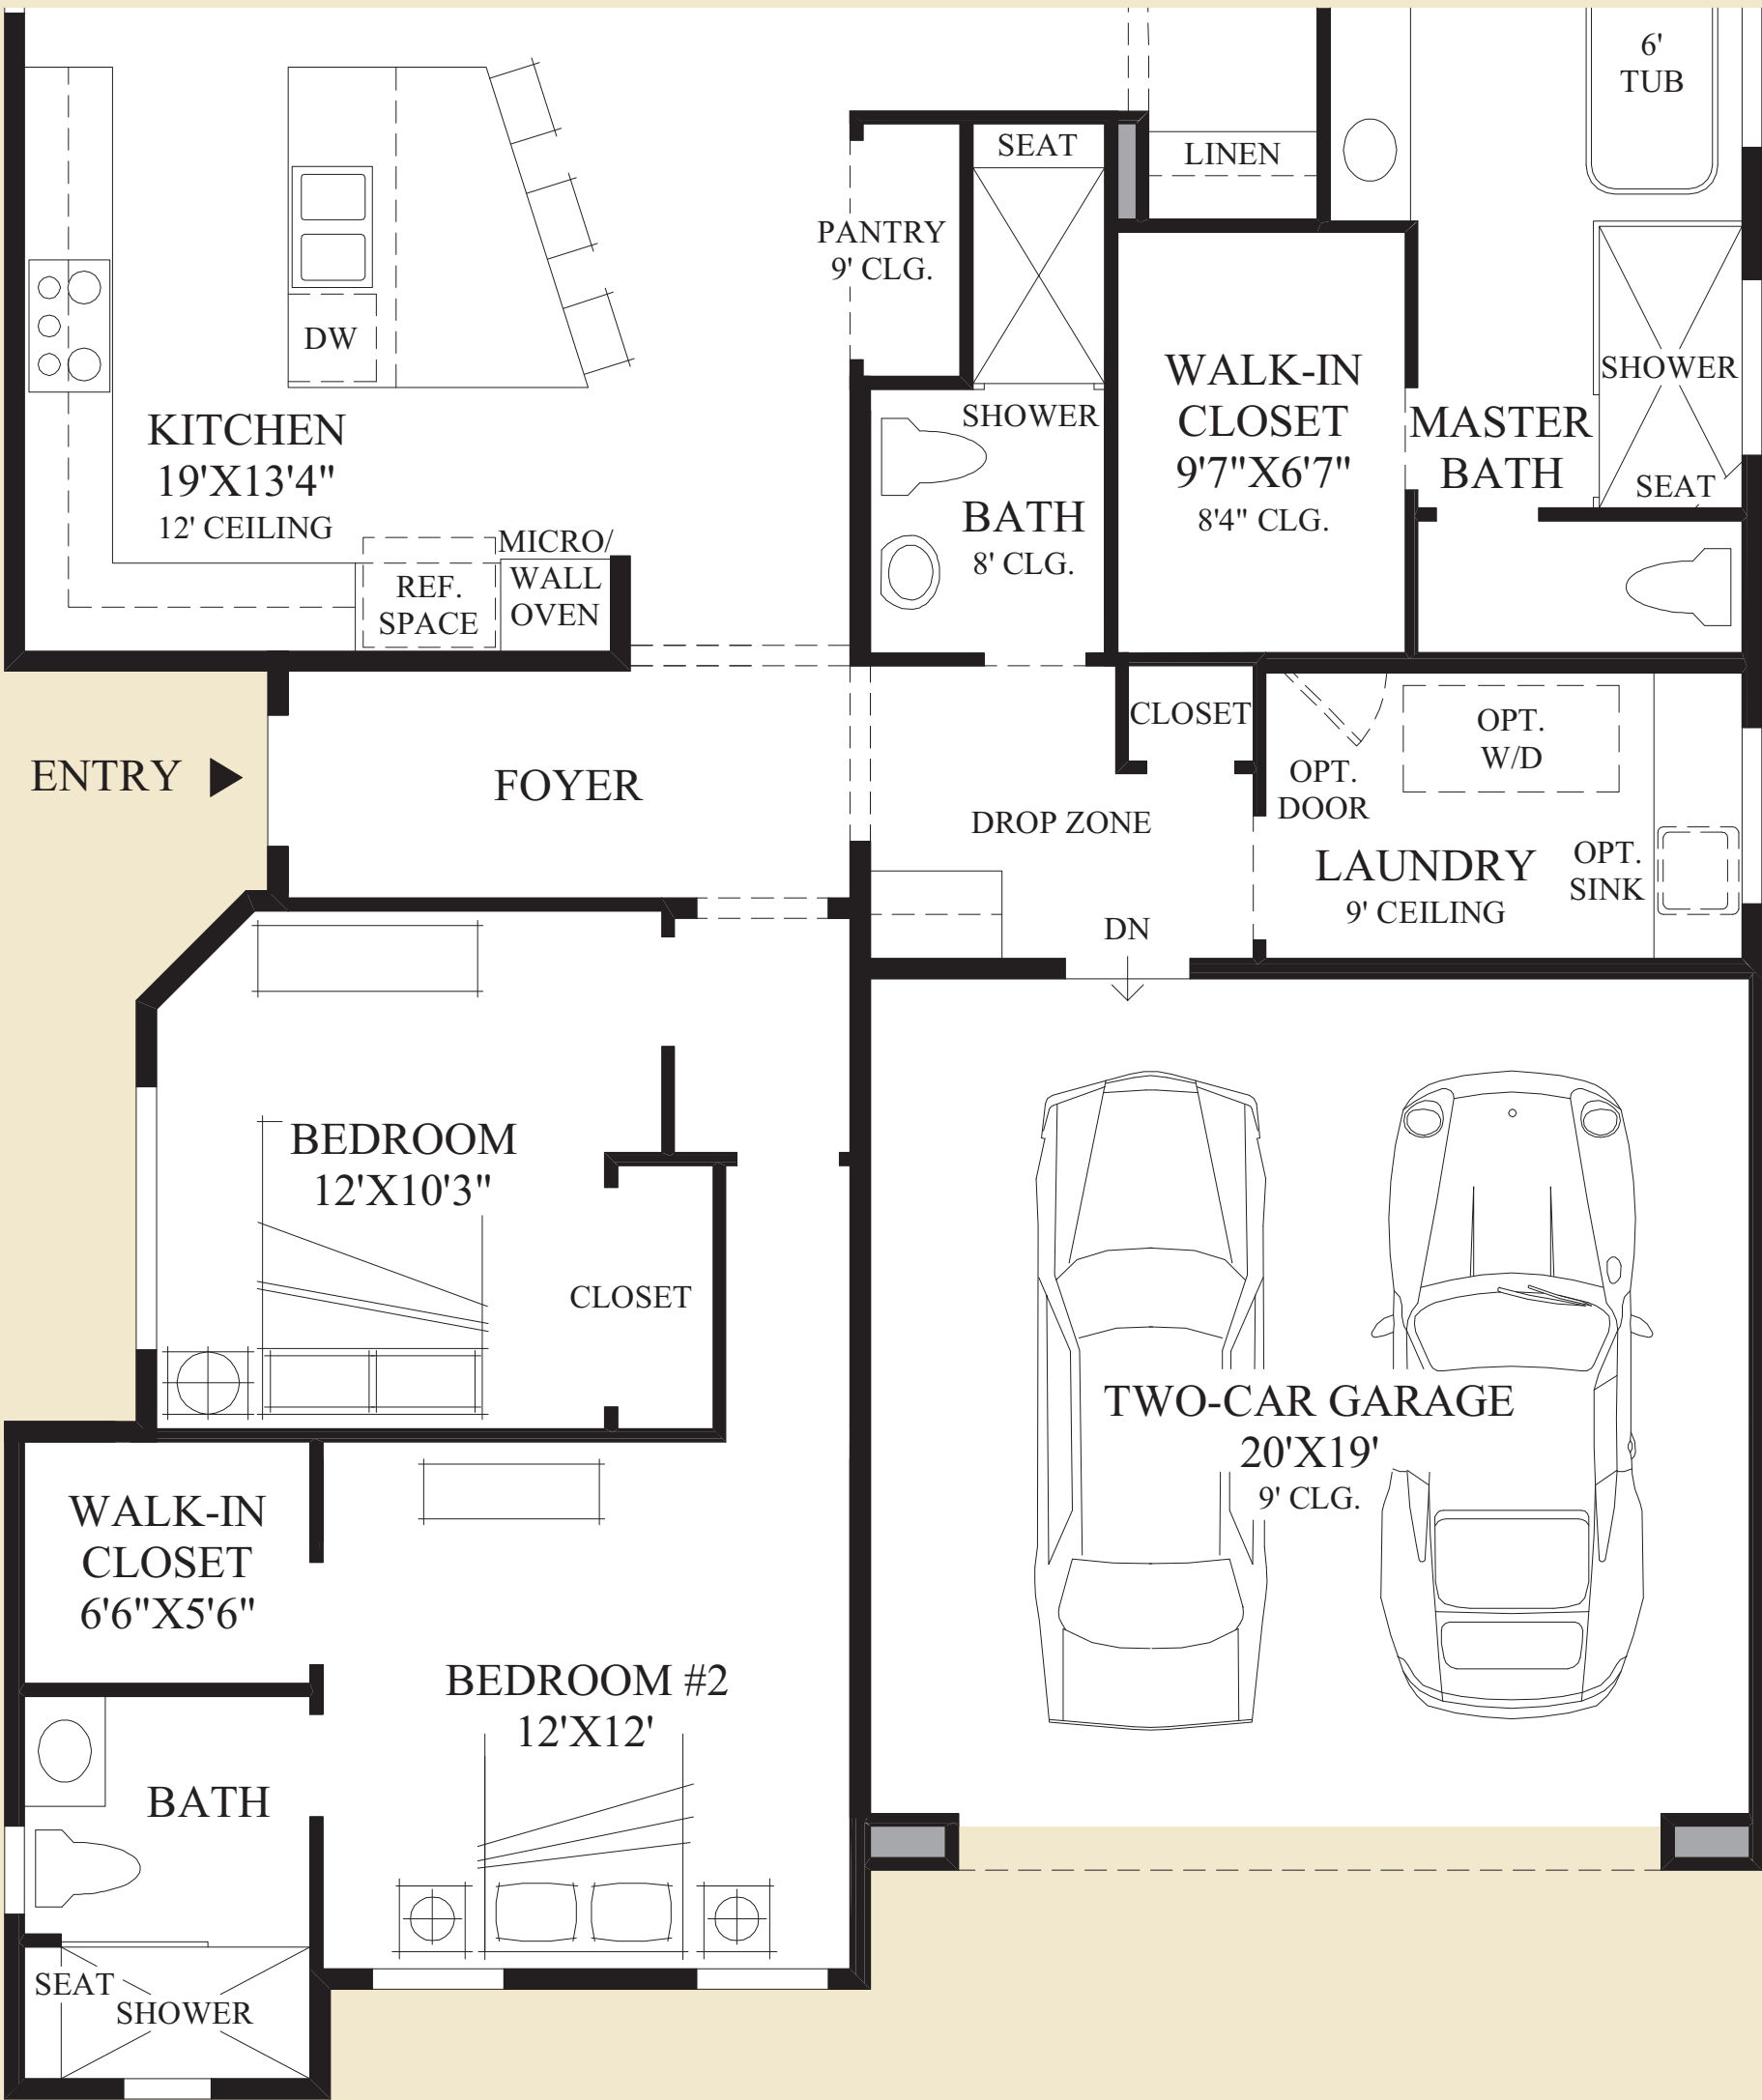 6'
TUB
SEAT
LINEN
PANTRY
9' CLG.
DW
SHOWER
WALK-IN
CLOSET
9'7"X6'7"
8'4" CLG.
SHOWER
MASTER
BATH
SEAT
KITCHEN
19'X13'4"
12' CEILING
MICRO/
WALL
OVEN
REF.
SPACE
BATH
8' CLG.
CLOSET
OPT.
W/D
ENTRY
FOYER
OPT.
DOOR
DROP ZONE
LAUNDRY
9' CEILING
OPT.
SINK
DN
BEDROOM
12'X10'3"
CLOSET
TWO-CAR GARAGE
20'X19'
9' CLG.
WALK-IN
CLOSET
6'6"X5'6"
BEDROOM #2
12'X12'
BATH
SEAT
SHOWER